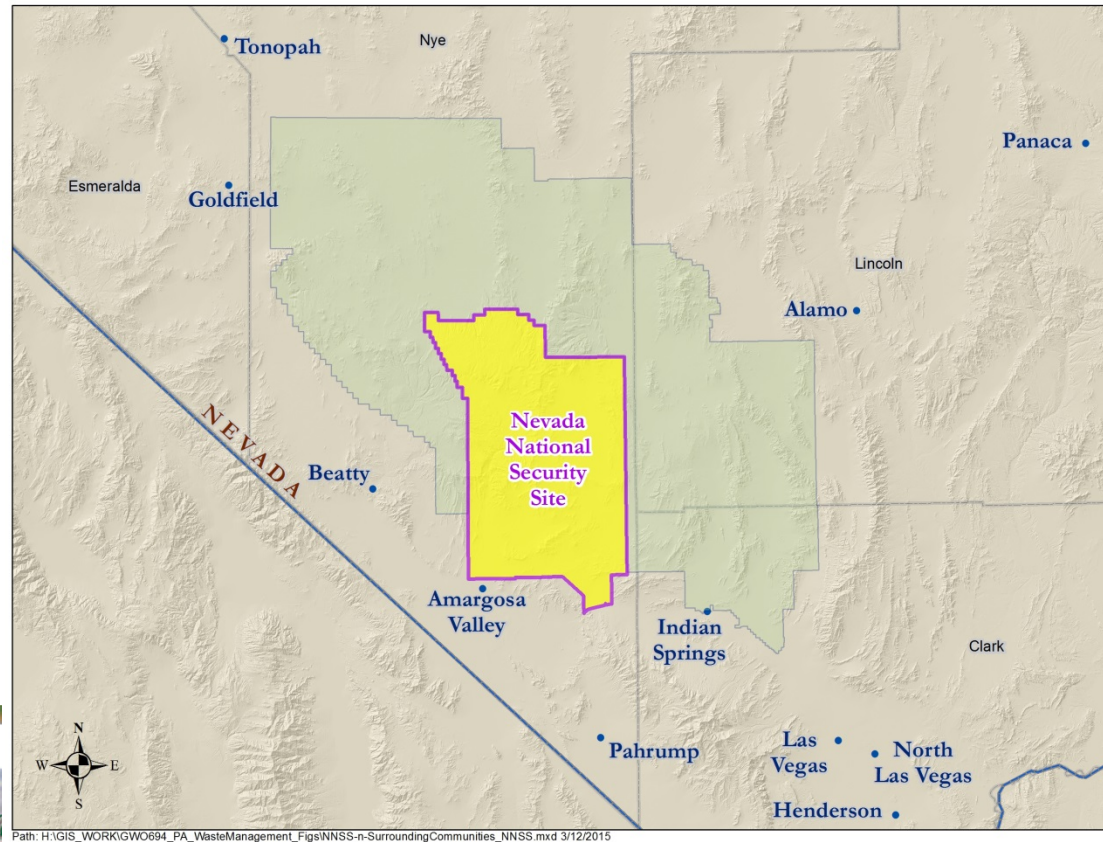 Tonopah
Nye
Panaca
Esmeralda
Goldfield
Lincoln
Alamo
Nevada
National
Security
Site
NEVADA
Beatty
Amargosa
Valley
Indian
Springs
Clark
N
W
E
S
Pahrump
Las
Vegas
North
Las Vegas
Henderson
Path: H:\GIS_WORK\GWO694_PA_WasteManagement_Figs\NNSS-n-SurroundingCommunities_NNSS.mxd 3/12/2015